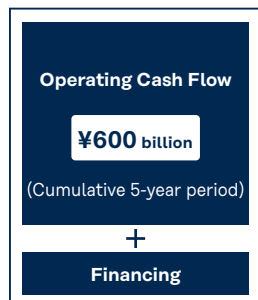 Operating Cash Flow
¥600 billion
(Cumulative 5-year period)
+
Financing